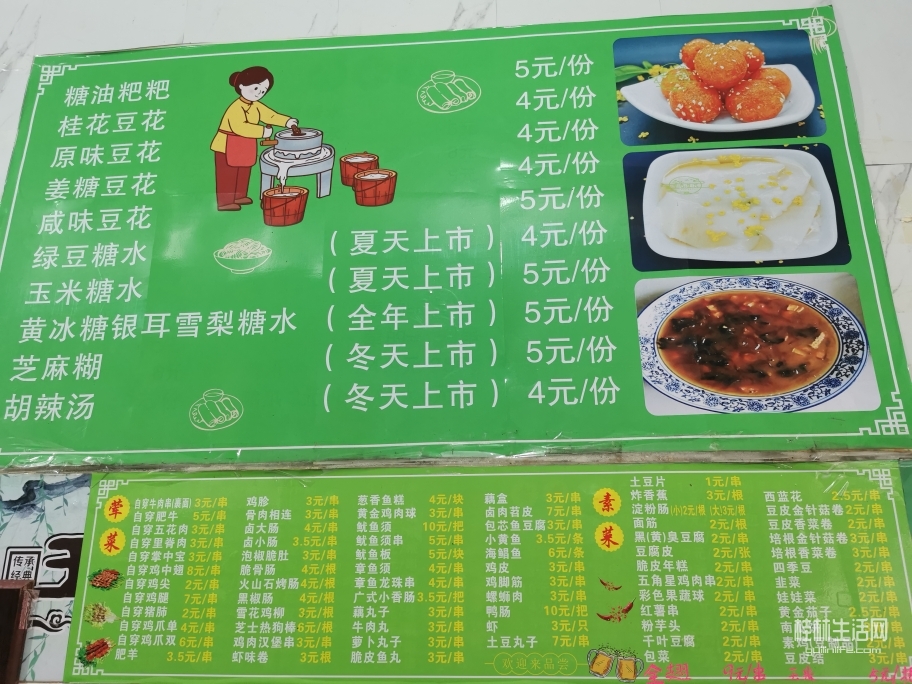 糖油粑粑 5元/份
桂花豆花 4元/份
原味豆花 4元/份
姜糖豆花 4元/份
咸味豆花 5元/份
绿豆糖水 (夏天上市) 4元/份
玉米糖水 (夏天上市) 5元/份
黄冰糖银耳雪梨糖水 (全年上市) 5元/份
芝麻糊 (冬天上市) 5元/份
胡辣汤 (冬天上市) 4元/份
传承
经典
荤菜
自穿牛肉串 3元/串
自穿肥牛 5元/串
自穿五花肉 3元/串
自穿里脊肉 3元/串
自穿掌中宝 3元/串
自穿鸡中翅 8元/串
自穿鸡尖 2元/串
自穿鸡腿 7元/串
自穿猪肠 2元/串
自穿鸡爪单 4元/串
自穿鸡爪双 6元/串
肥羊 3.5元/串
鸡胗 3元/串
骨肉相连 3元/串
卤大肠 4元/串
卤小肠 3.5元/串
泡椒脆肚 3元/串
脆骨肠 4元/根
火山石烤肠 4元/根
黑椒肠 4元/根
雪花鸡柳 3元/根
芝士热狗棒 5元/根
鸡肉汉堡串 3元/串
虾味卷 3元/根
葱香鱼糕 4元/块
黄金鸡肉球 3元/串
鱿鱼须 10元/把
鱿鱼须 5元/串
鱿鱼板 5元/块
章鱼须 4元/串
章鱼龙珠串 4元/串
广式小香肠 3.5元/把
藕丸子 3元/串
牛肉丸 3元/串
萝卜丸子 3元/串
脆皮鱼丸 3元/串
藕盒 3元/串
卤肉苕皮 7元/串
包芯鱼豆腐 3元/串
小黄鱼 3.5元/条
海鲳鱼 6元/条
鸡皮 3元/串
鸡脚筋 3元/串
螺蛳肉 3元/串
鸭肠 10元/把
虾 3元/只
土豆丸子 7元/串
欢迎来品尝
素菜
土豆片 1元/串
炸香蕉 3元/根
淀粉肠 (小)2元/根 (大)3元/根
面筋 2元/根
黑(黄)臭豆腐 2元/串
豆腐皮 2元/张
脆皮年糕 2元/串
五角星鸡肉串 2元/串
彩色果蔬球 2元/串
红薯串 2元/串
粉芋头 2元/串
千叶豆腐 2元/串
包菜 2元/串
西蓝花 2.5元/串
豆皮金针菇卷 2元/串
豆皮香菜卷 2元/串
培根金针菇卷 3元/串
培根香菜卷 3元/串
四季豆 2元/串
韭菜 2元/串
娃娃菜 2元/串
黄金茄子 2.5元/串
豆皮结 3元/串
桂林生活网
guilinlife.com